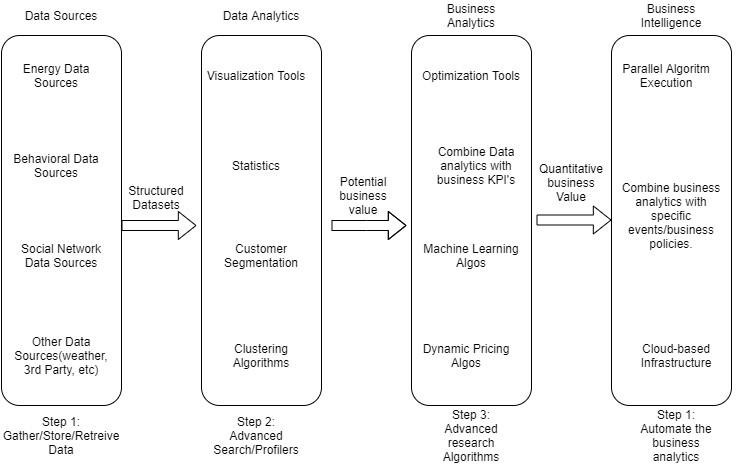 Data Sources
Energy Data
Sources
Behavioral Data
Sources
Social Network
Data Sources
Other Data
Sources(weather,
3rd Party, etc)
Step 1:
Gather/Store/Retreive
Data
Structured
Datasets
Data Analytics
Visualization Tools
Statistics
Customer
Segmentation
Clustering
Algorithms
Step 2:
Advanced
Search/Profilers
Potential
business
value
Business
Analytics
Optimization Tools
Combine Data
analytics with
business KPI's
Machine Learning
Algos
Dynamic Pricing
Algos
Step 3:
Advanced
research
Algorithms
Quantitative
business
Value
Business
Intelligence
Parallel Algoritm
Execution
Combine business
analytics with
specific
events/business
policies.
Cloud-based
Infrastructure
Step 1:
Automate the
business
analytics